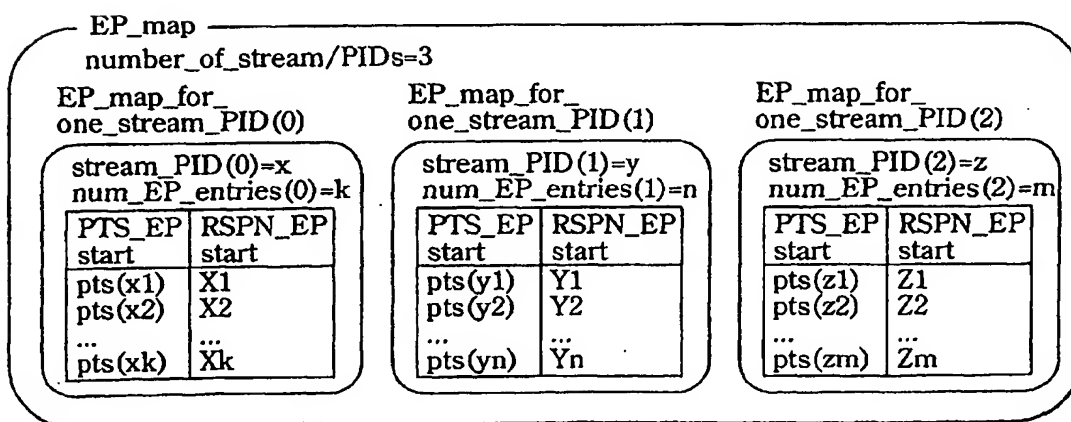 EP_map
number_of_stream/PIDs=3
EP_map_for_
one_stream_PID(0)
stream_PID(0)=x
num_EP_entries(0)=k
PTS_EP RSPN_EP
start start
pts(x1) X1
pts(x2) X2
... ...
pts(xk) Xk
EP_map_for_
one_stream_PID(1)
stream_PID(1)=y
num_EP_entries(1)=n
PTS_EP RSPN_EP
start start
pts(y1) Y1
pts(y2) Y2
... ...
pts(yn) Yn
EP_map_for_
one_stream_PID(2)
stream_PID(2)=z
num_EP_entries(2)=m
PTS_EP RSPN_EP
start start
pts(z1) Z1
pts(z2) Z2
... ...
pts(zm) Zm